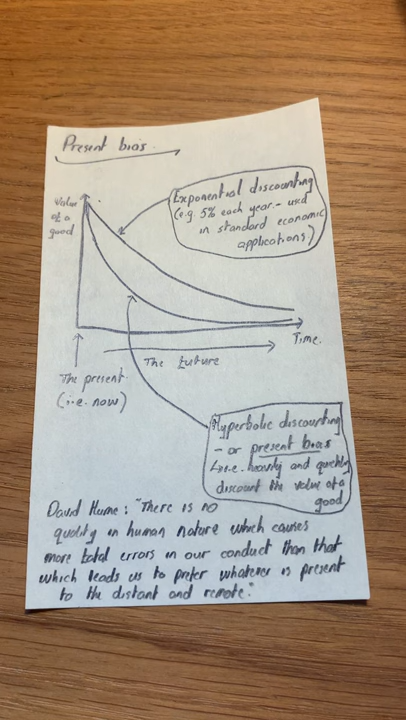 Present bias.
Value
of a
good
Exponential discounting
(e.g. 5% each year - used
in standard economic
applications)
Time.
The future
The present
(i.e. now)
Hyperbolic discounting
- or present bias
i.e. heavily and quickly
discount the value of a
good
David Hume: "There is no
quality in human nature which causes
more total errors in our conduct than that
which leads us to prefer whatever is present
to the distant and remote."